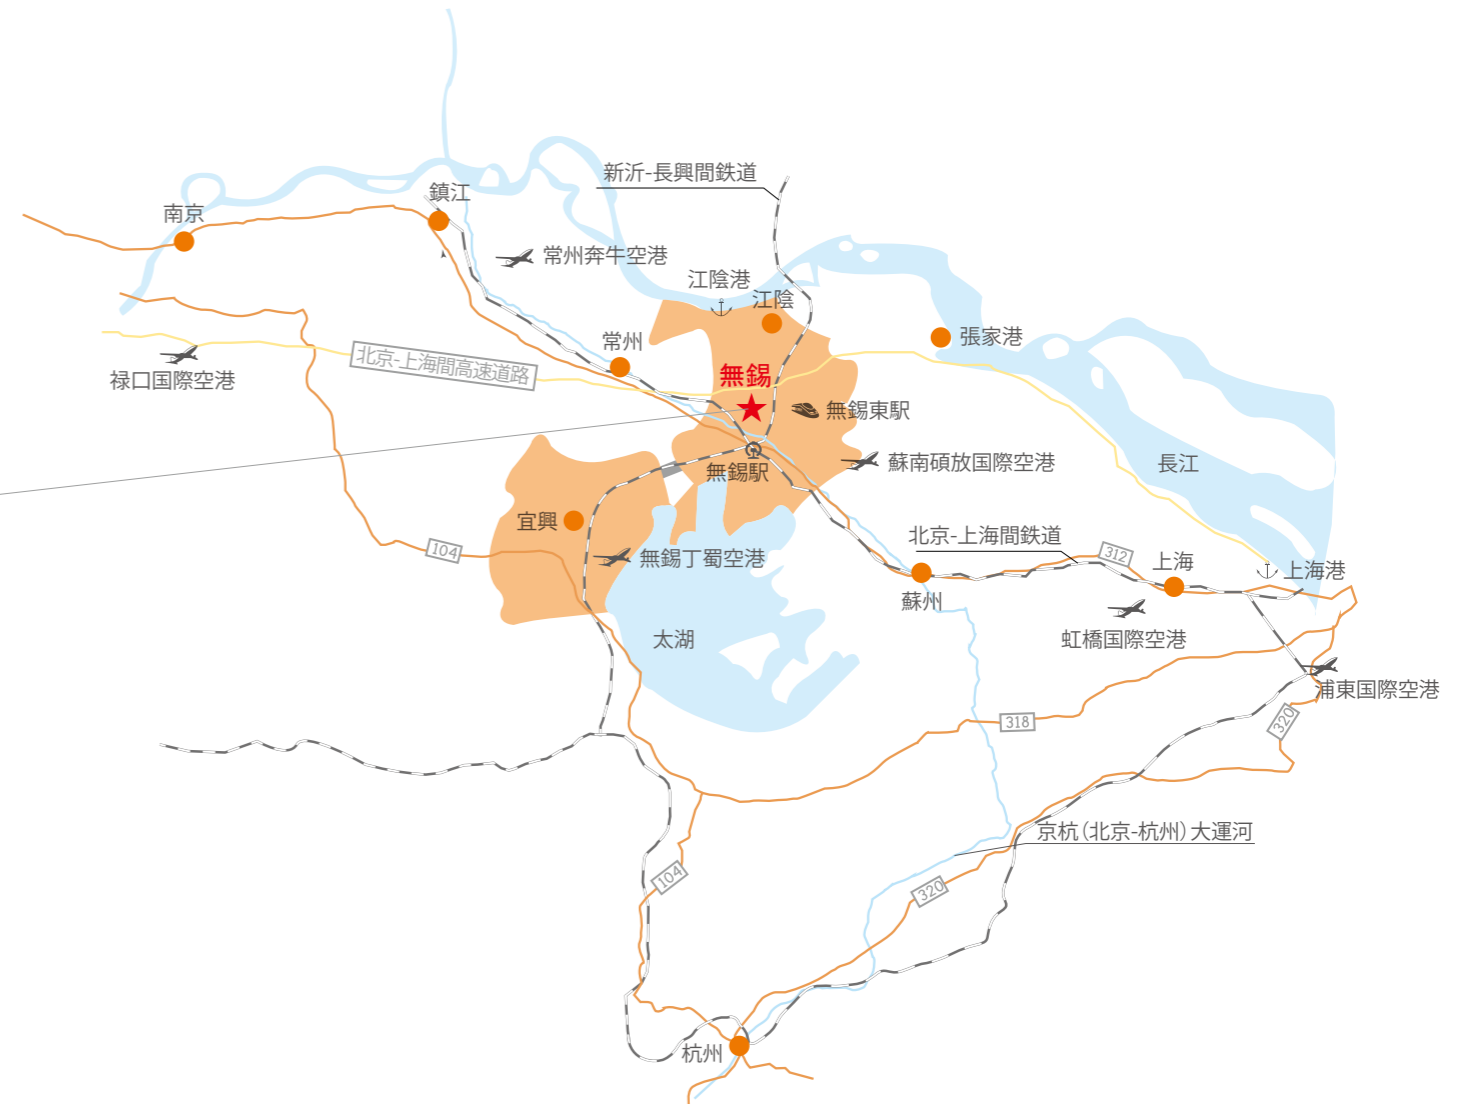 新沂-長興間鉄道
鎮江
南京
常州奔牛空港
江陰港
江陰
張家港
常州
北京-上海間高速道路
禄口国際空港
無錫
無錫東駅
無錫駅
蘇南碩放国際空港
長江
宜興
104
無錫丁蜀空港
北京-上海間鉄道
312
上海
上海港
蘇州
太湖
虹橋国際空港
浦東国際空港
318
320
京杭(北京-杭州)大運河
104
320
杭州